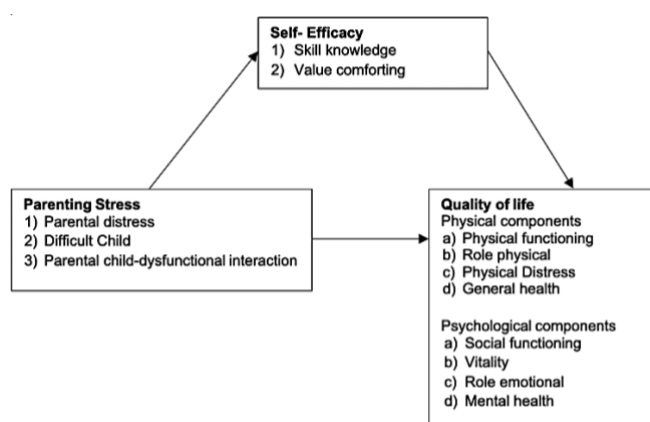 Self- Efficacy
1) Skill knowledge
2) Value comforting
Parenting Stress
1) Parental distress
2) Difficult Child
3) Parental child-dysfunctional interaction
Quality of life
Physical components
a) Physical functioning
b) Role physical
c) Physical Distress
d) General health
Psychological components
a) Social functioning
b) Vitality
c) Role emotional
d) Mental health